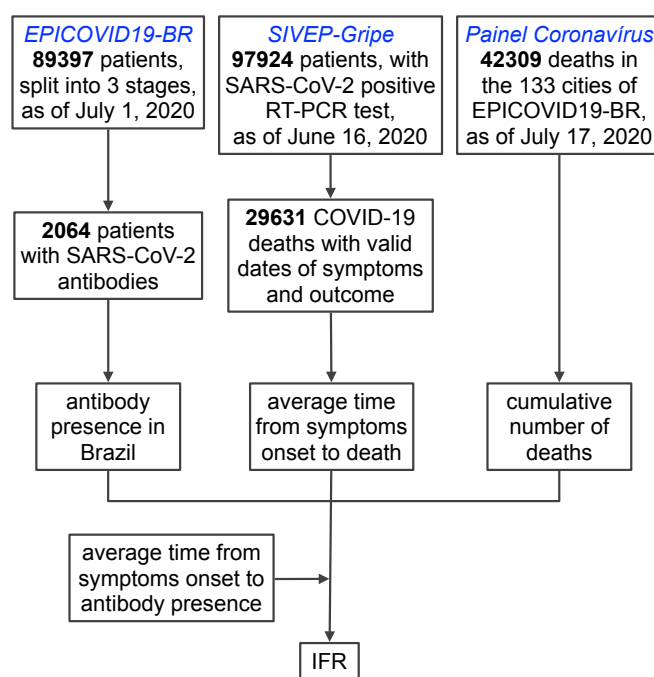 EPICOVID19-BR
89397 patients,
split into 3 stages,
as of July 1, 2020
SIVEP-Gripe
97924 patients, with
SARS-CoV-2 positive
RT-PCR test,
as of June 16, 2020
Painel Coronavírus
42309 deaths in
the 133 cities of
EPICOVID19-BR,
as of July 17, 2020
2064 patients
with SARS-CoV-2
antibodies
29631 COVID-19
deaths with valid
dates of symptoms
and outcome
antibody
presence in
Brazil
average time
from symptoms
onset to death
cumulative
number of
deaths
average time from
symptoms onset to
antibody presence
IFR